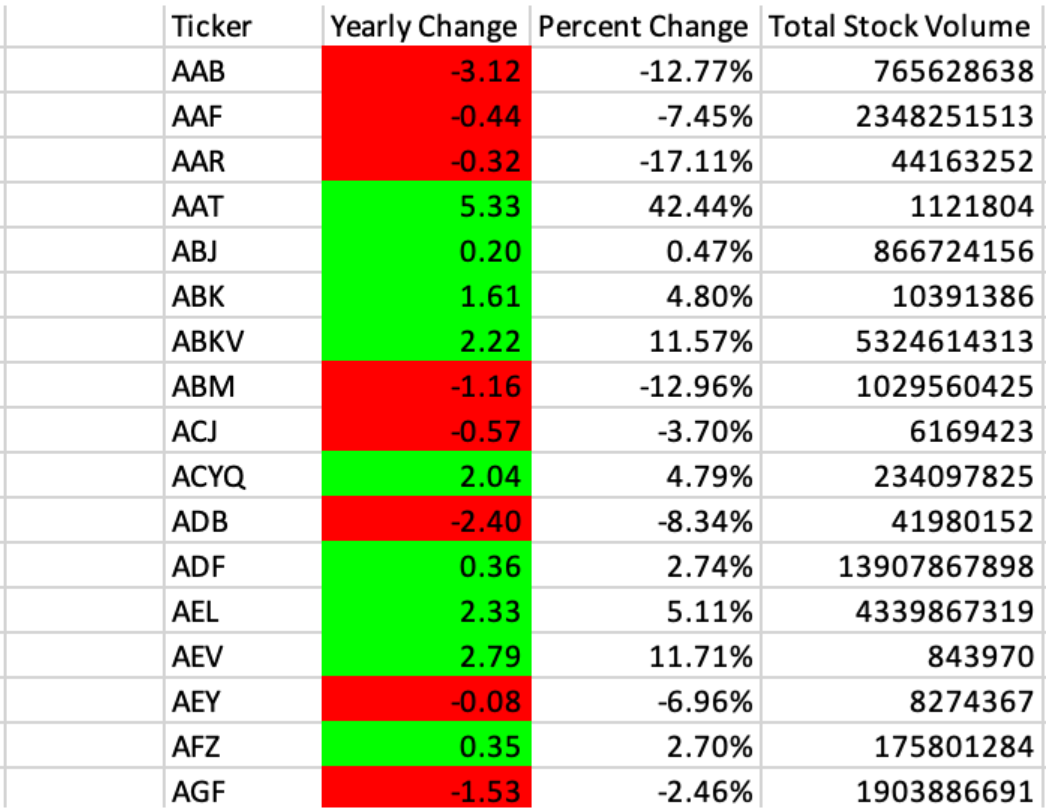 Ticker Yearly Change Percent Change Total Stock Volume
AAB -3.12 -12.77% 765628638
AAF -0.44 -7.45% 2348251513
AAR -0.32 -17.11% 44163252
AAT 5.33 42.44% 1121804
ABJ 0.20 0.47% 866724156
ABK 1.61 4.80% 10391386
ABKV 2.22 11.57% 5324614313
ABM -1.16 -12.96% 1029560425
ACJ -0.57 -3.70% 6169423
ACYQ 2.04 4.79% 234097825
ADB -2.40 -8.34% 41980152
ADF 0.36 2.74% 13907867898
AEL 2.33 5.11% 4339867319
AEV 2.79 11.71% 843970
AEY -0.08 -6.96% 8274367
AFZ 0.35 2.70% 175801284
AGF -1.53 -2.46% 1903886691